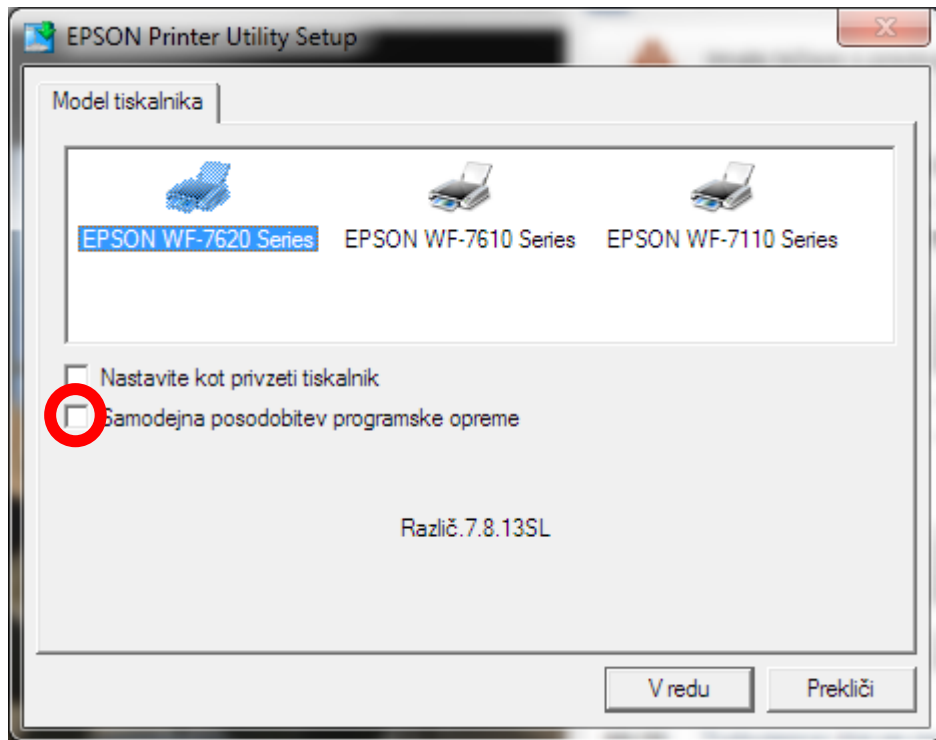 EPSON Printer Utility Setup
Model tiskalnika
EPSON WF-7620 Series EPSON WF-7610 Series EPSON WF-7110 Series
Nastavite kot privzeti tiskalnik
Samodejna posodobitev programske opreme
Različ.7.8.13SL
V redu Prekliči